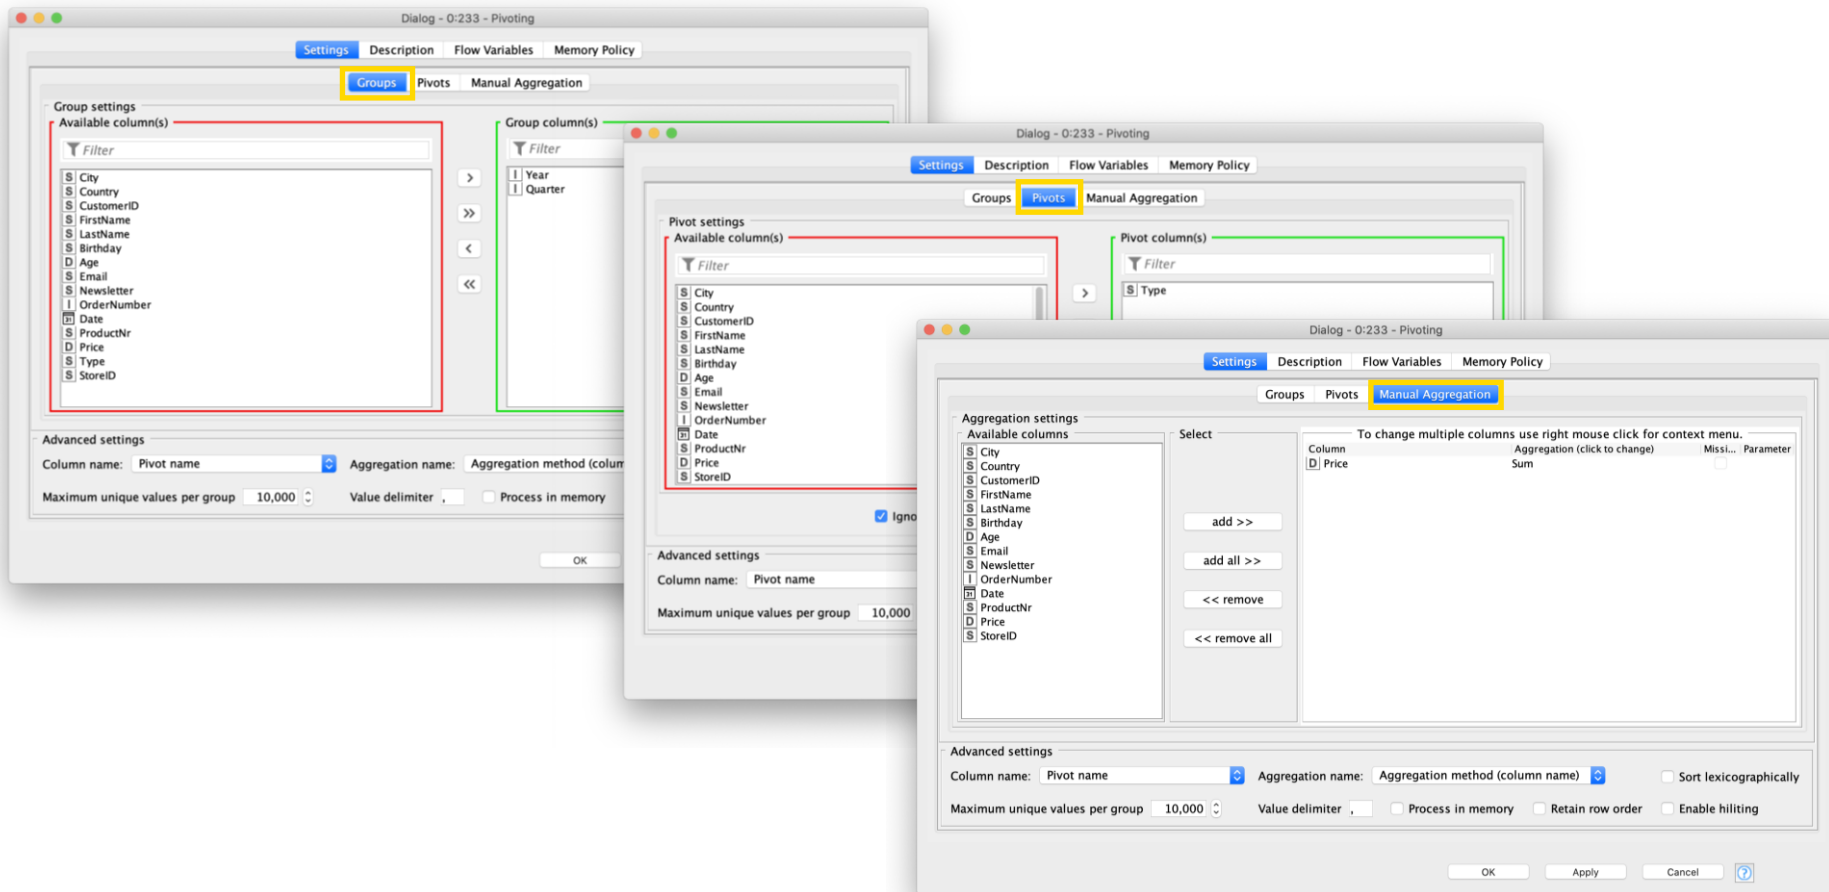 Dialog - 0:233 - Pivoting
Settings Description Flow Variables Memory Policy
Groups Pivots Manual Aggregation
Group settings
Available column(s)
Filter
S City
S Country
S CustomerID
S FirstName
S LastName
S Birthday
D Age
S Email
S Newsletter
I OrderNumber
31 Date
S ProductNr
D Price
S Type
S StoreID
>
>>
<
<<
Group column(s)
Filter
I Year
I Quarter
Advanced settings
Column name: Pivot name Aggregation name: Aggregation method (colum
Maximum unique values per group 10,000 Value delimiter , Process in memory
OK
Dialog - 0:233 - Pivoting
Settings Description Flow Variables Memory Policy
Groups Pivots Manual Aggregation
Pivot settings
Available column(s)
Filter
S City
S Country
S CustomerID
S FirstName
S LastName
S Birthday
D Age
S Email
S Newsletter
I OrderNumber
31 Date
S ProductNr
D Price
S StoreID
>
Pivot column(s)
Filter
S Type
Igno
Advanced settings
Column name: Pivot name
Maximum unique values per group 10,000
Dialog - 0:233 - Pivoting
Settings Description Flow Variables Memory Policy
Groups Pivots Manual Aggregation
Aggregation settings
Available columns
S City
S Country
S CustomerID
S FirstName
S LastName
S Birthday
D Age
S Email
S Newsletter
I OrderNumber
31 Date
S ProductNr
D Price
S StoreID
Select
add >>
add all >>
<< remove
<< remove all
To change multiple columns use right mouse click for context menu.
Column Aggregation (click to change) Missi... Parameter
D Price Sum
Advanced settings
Column name: Pivot name Aggregation name: Aggregation method (column name) Sort lexicographically
Maximum unique values per group 10,000 Value delimiter , Process in memory Retain row order Enable hiliting
OK Apply Cancel ?